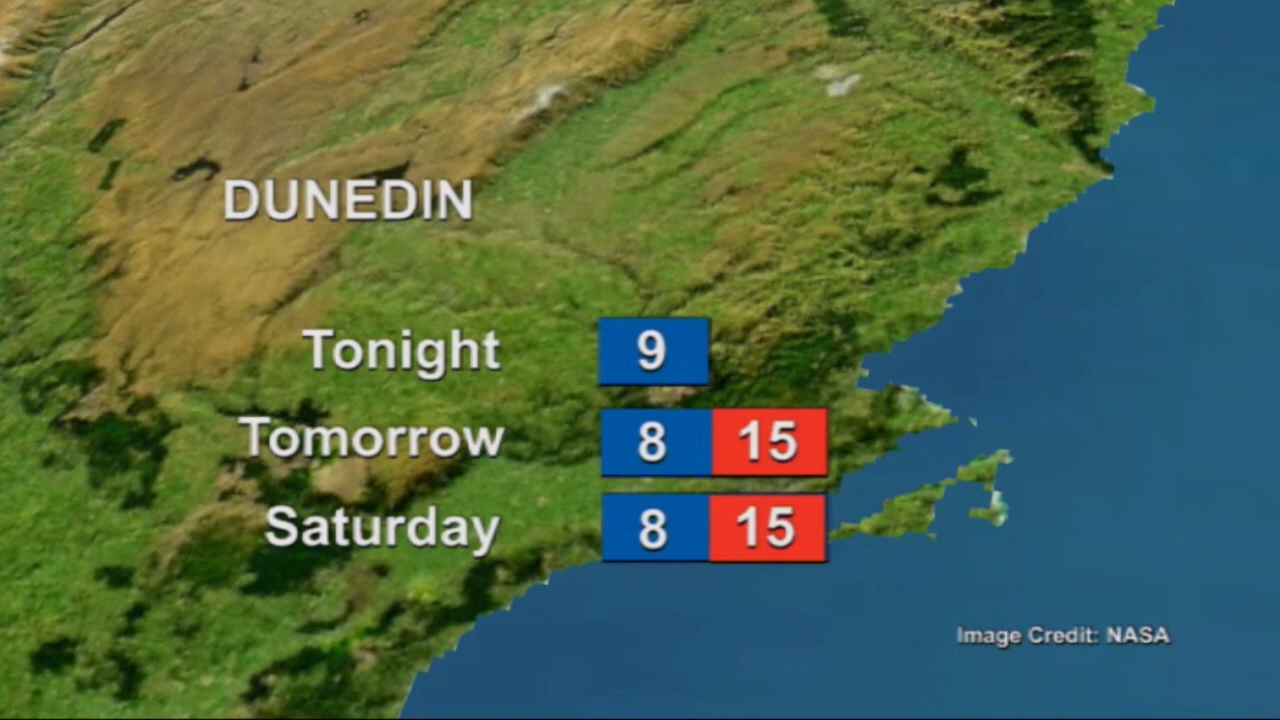 DUNEDIN
Tonight 9
Tomorrow 8 15
Saturday 8 15
Image Credit: NASA